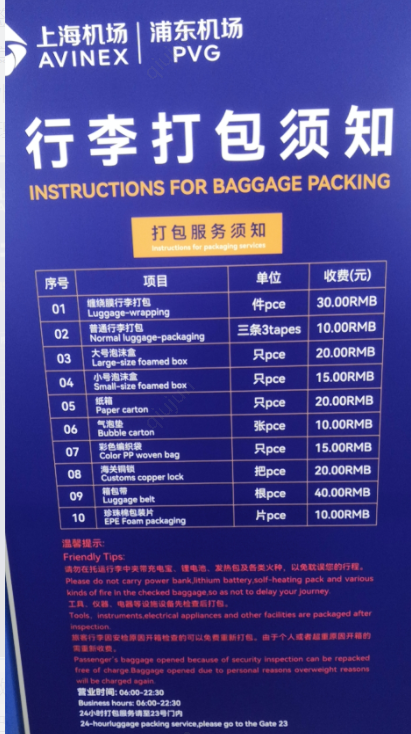 上海机场 浦东机场
AVINEX PVG
行李打包须知
INSTRUCTIONS FOR BAGGAGE PACKING
打包服务须知
Instructions for packaging services
序号 项目 单位 收费(元)
01 缠绕膜行李打包 件pce 30.00RMB
Luggage-wrapping
02 普通行李打包 三条3tapes 10.00RMB
Normal luggage-packaging
03 大号泡沫盒 只pce 20.00RMB
Large-size foamed box
04 小号泡沫盒 只pce 15.00RMB
Small-size foamed box
05 纸箱 只pce 20.00RMB
Paper carton
06 气泡垫 张pce 10.00RMB
Bubble carton
07 彩色编织袋 只pce 15.00RMB
Color PP woven bag
08 海关铜锁 把pce 20.00RMB
Customs copper lock
09 箱包带 根pce 40.00RMB
Luggage belt
10 珍珠棉包装片 片pce 10.00RMB
EPE Foam packaging
温馨提示:
Friendly Tips:
请勿在托运行李中夹带充电宝、锂电池、发热包及各类火种，以免耽误您的行程。
Please do not carry power bank,lithium battery,self-heating pack and various
kinds of fire in the checked baggage,so as not to delay your journey.
工具、仪器、电器等设施设备先检查后打包。
Tools, instruments,electrical appliances and other facilities are packaged after
inspection.
旅客行李因安检原因开箱检查的可以免费重新打包。由于个人或者超重原因开箱的
需重新收费。
Passenger's baggage opened because of security inspection can be repacked
free of charge.Baggage opened due to personal reasons overweight reasons
will be charged again.
营业时间: 06:00-22:30
Business hours: 06:00-22:30
24小时打包服务请至23号门内
24-hourluggage packing service,please go to the Gate 23